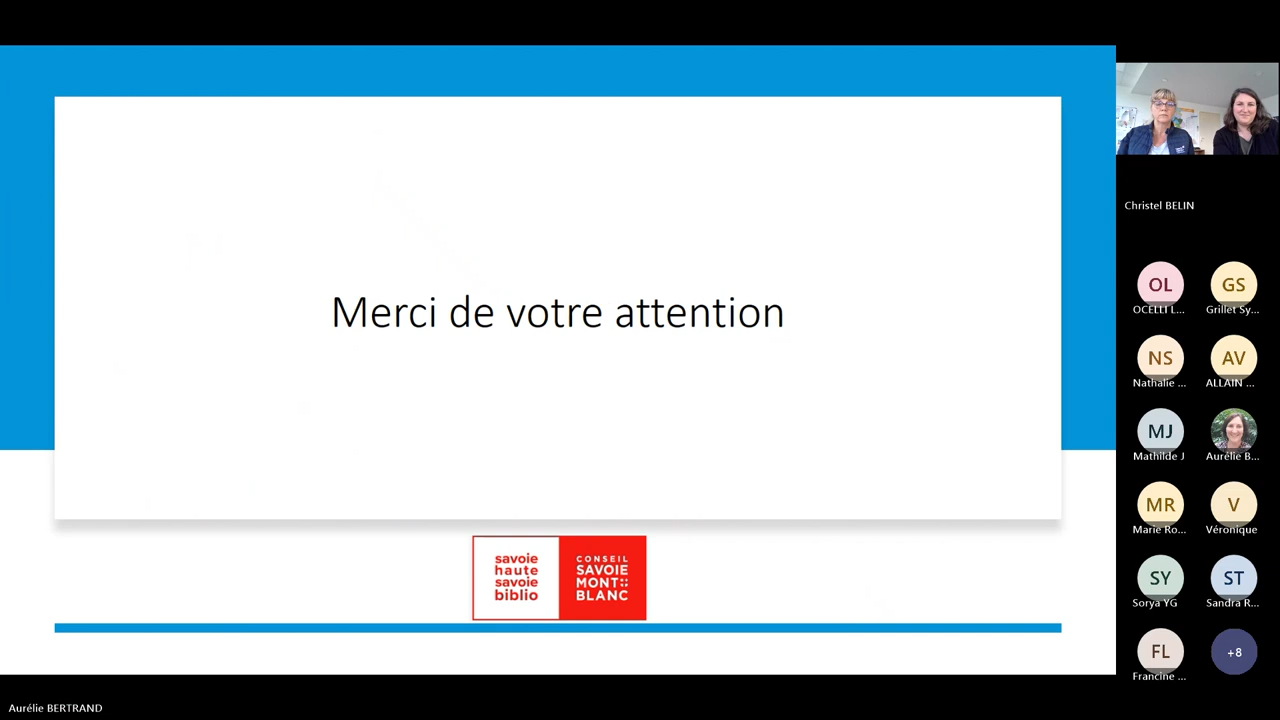 Merci de votre attention
savoie
haute
savoie
biblio
CONSEIL
SAVOIE
MONT
BLANC
Christel BELIN
OL
GS
OCELLI L...
Grillet Sy...
NS
AV
Nathalie ...
ALLAIN ...
MJ
Mathilde J
Aurélie B...
MR
V
Marie Ro...
Véronique
SY
ST
Sorya YG
Sandra R...
FL
+8
Francine ...
Aurélie BERTRAND